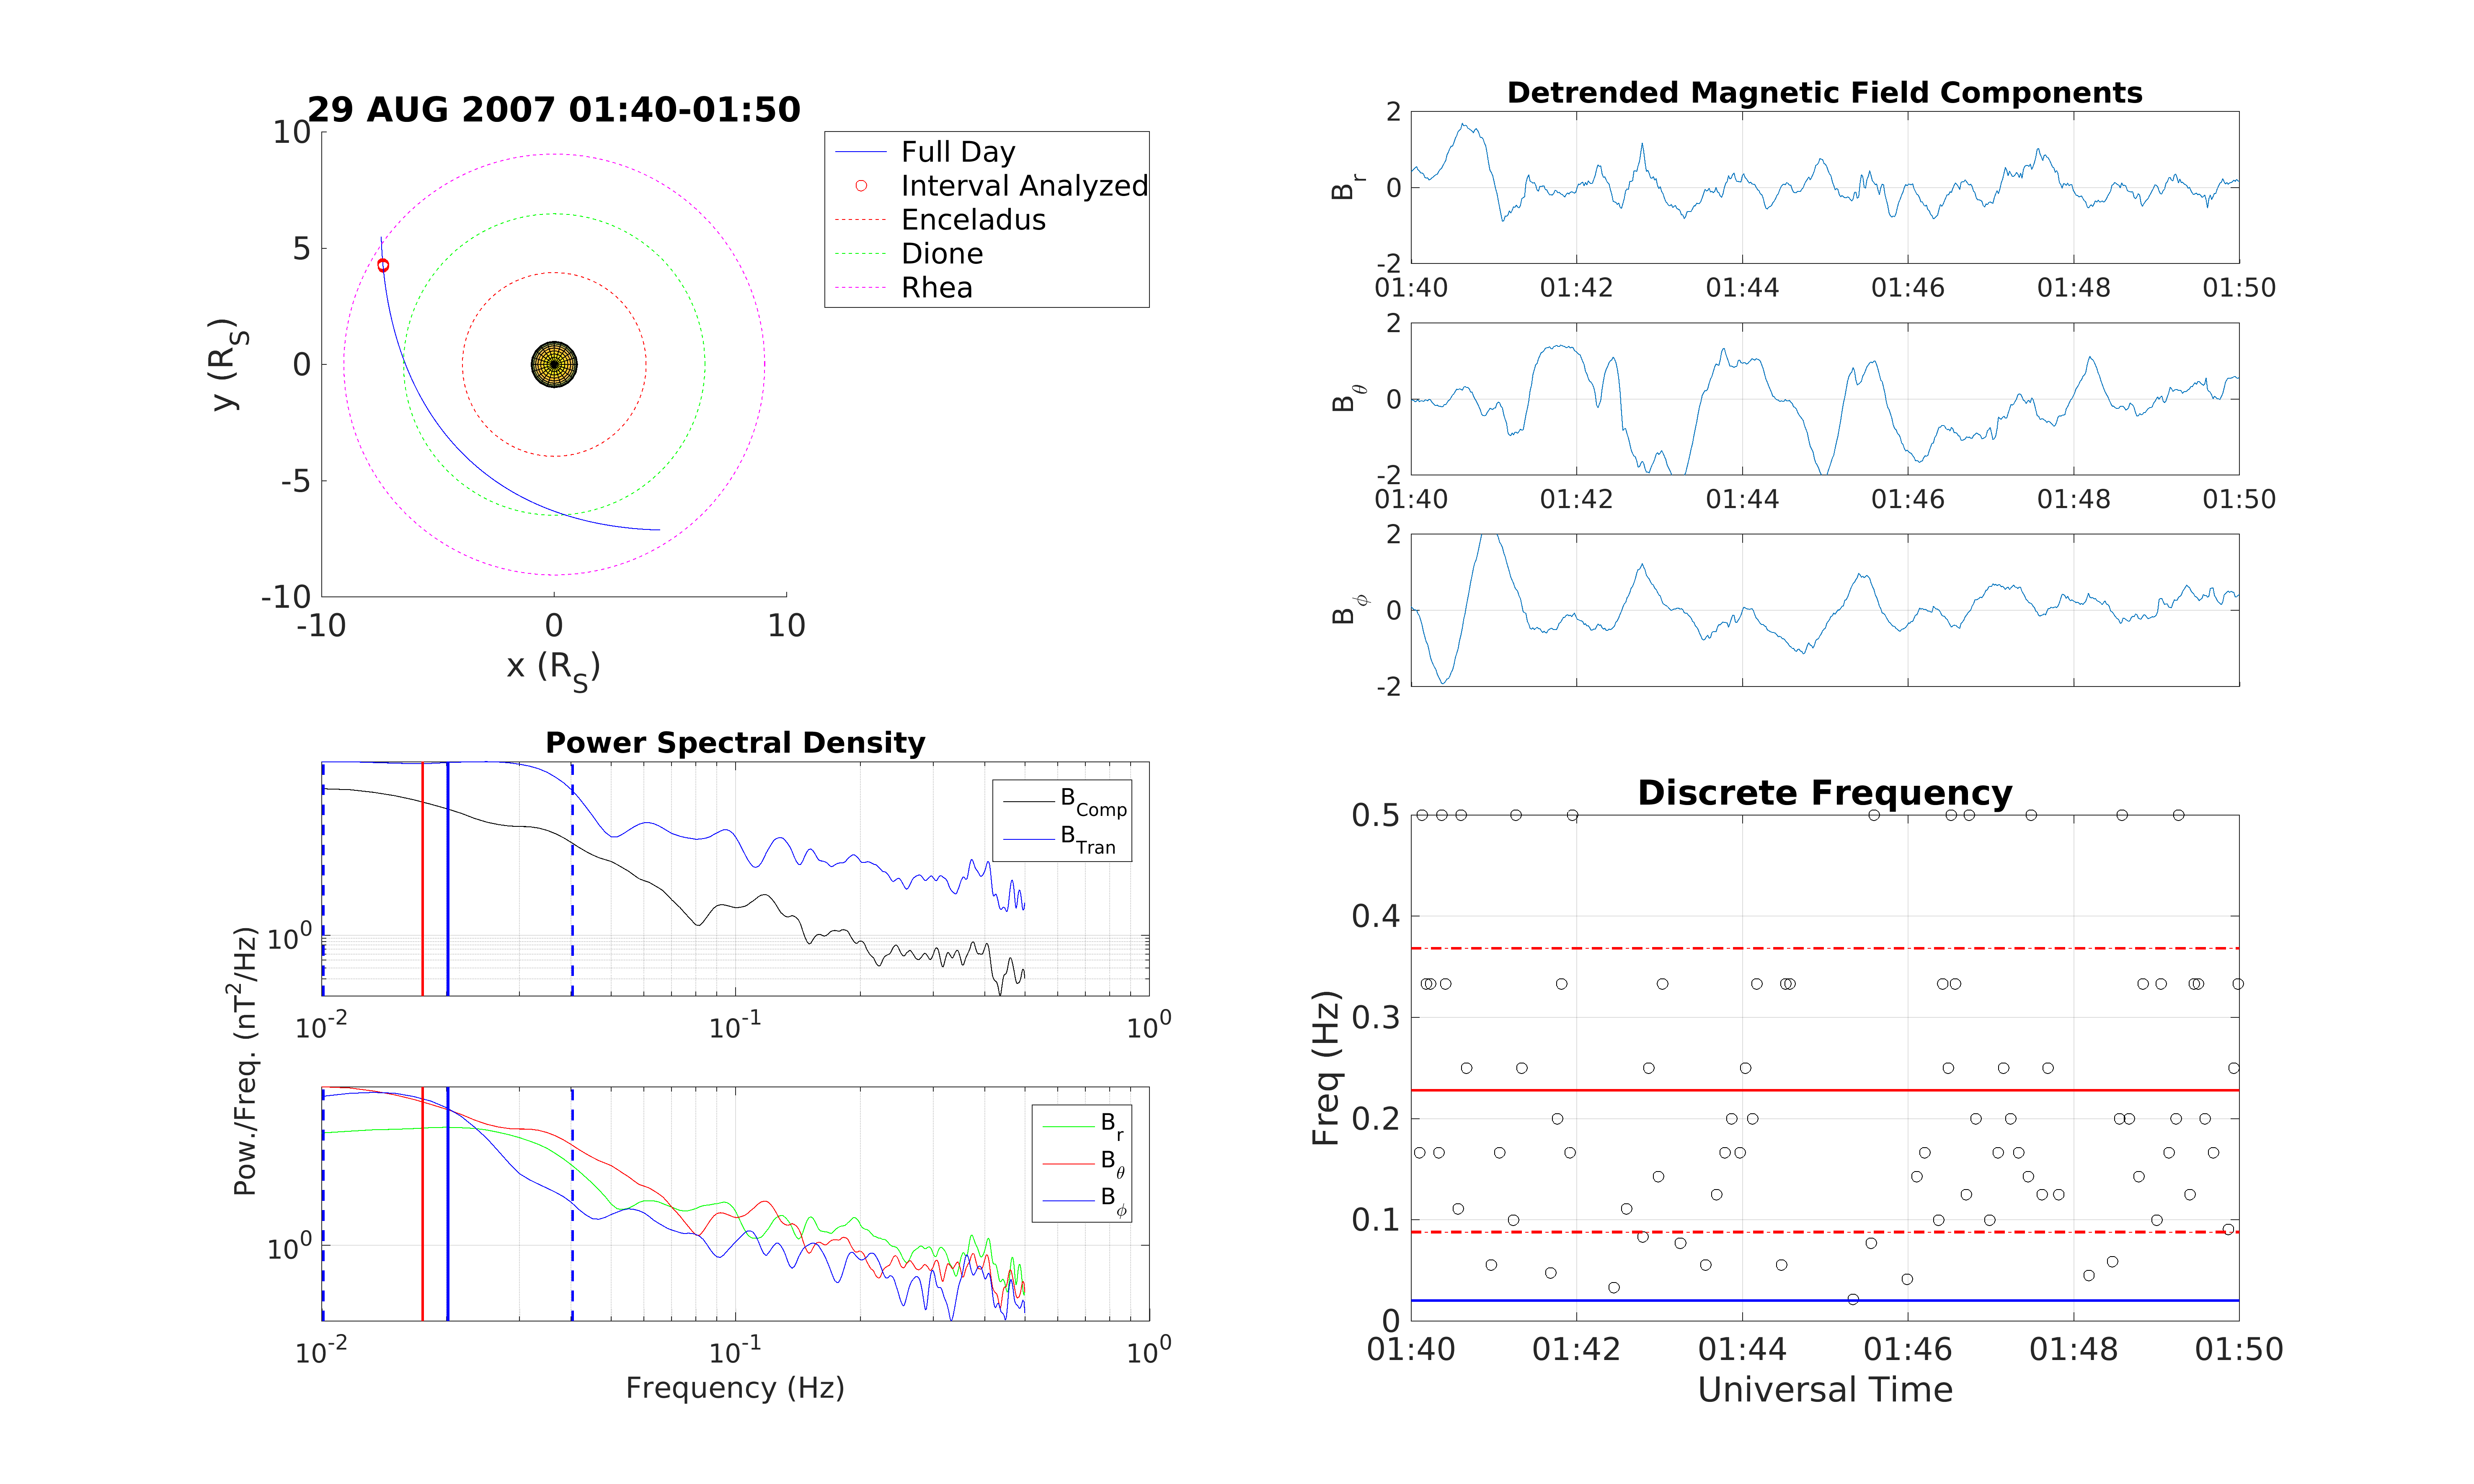 29 AUG 2007 01:40-01:50
10
5
0
-5
-10
-10 0 10
y (R_S)
x (R_S)
Full Day
Interval Analyzed
Enceladus
Dione
Rhea
Detrended Magnetic Field Components
2
0
-2
B_r
01:40 01:42 01:44 01:46 01:48 01:50
2
0
-2
B_θ
01:40 01:42 01:44 01:46 01:48 01:50
2
0
-2
B_ϕ
Power Spectral Density
10^0
B_Comp
B_Tran
10^-2 10^-1 10^0
Pow./Freq. (nT^2/Hz)
10^0
B_r
B_θ
B_ϕ
10^-2 10^-1 10^0
Frequency (Hz)
Discrete Frequency
0.5
0.4
0.3
0.2
0.1
0
Freq (Hz)
01:40 01:42 01:44 01:46 01:48 01:50
Universal Time